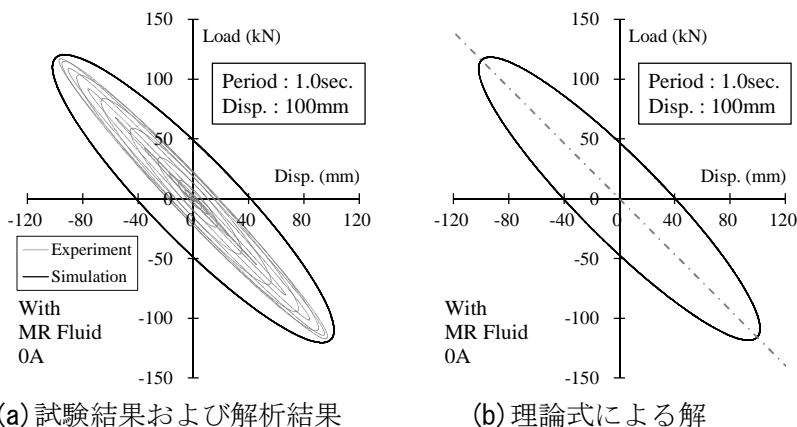 150
Load (kN)
100
Period : 1.0sec.
Disp. : 100mm
50
Disp. (mm)
0
-120 -80 -40 0 40 80 120
Experiment
Simulation
-50
With
MR Fluid
0A
-100
-150
(a)試験結果および解析結果
150
Load (kN)
100
Period : 1.0sec.
Disp. : 100mm
50
Disp. (mm)
0
-120 -80 -40 0 40 80 120
-50
With
MR Fluid
0A
-100
-150
(b)理論式による解